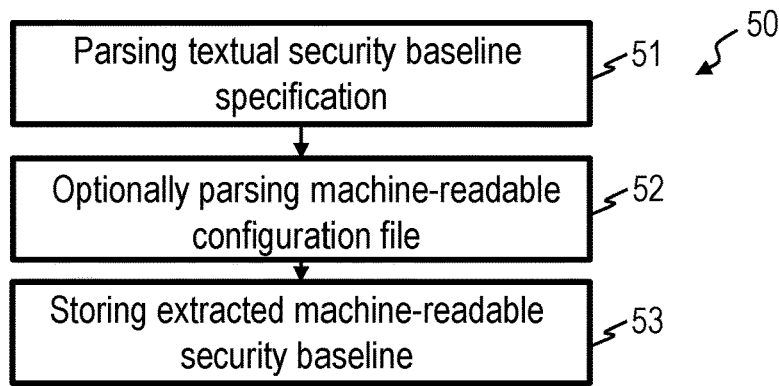 50
Parsing textual security baseline
specification
51
Optionally parsing machine-readable
configuration file
52
Storing extracted machine-readable
security baseline
53